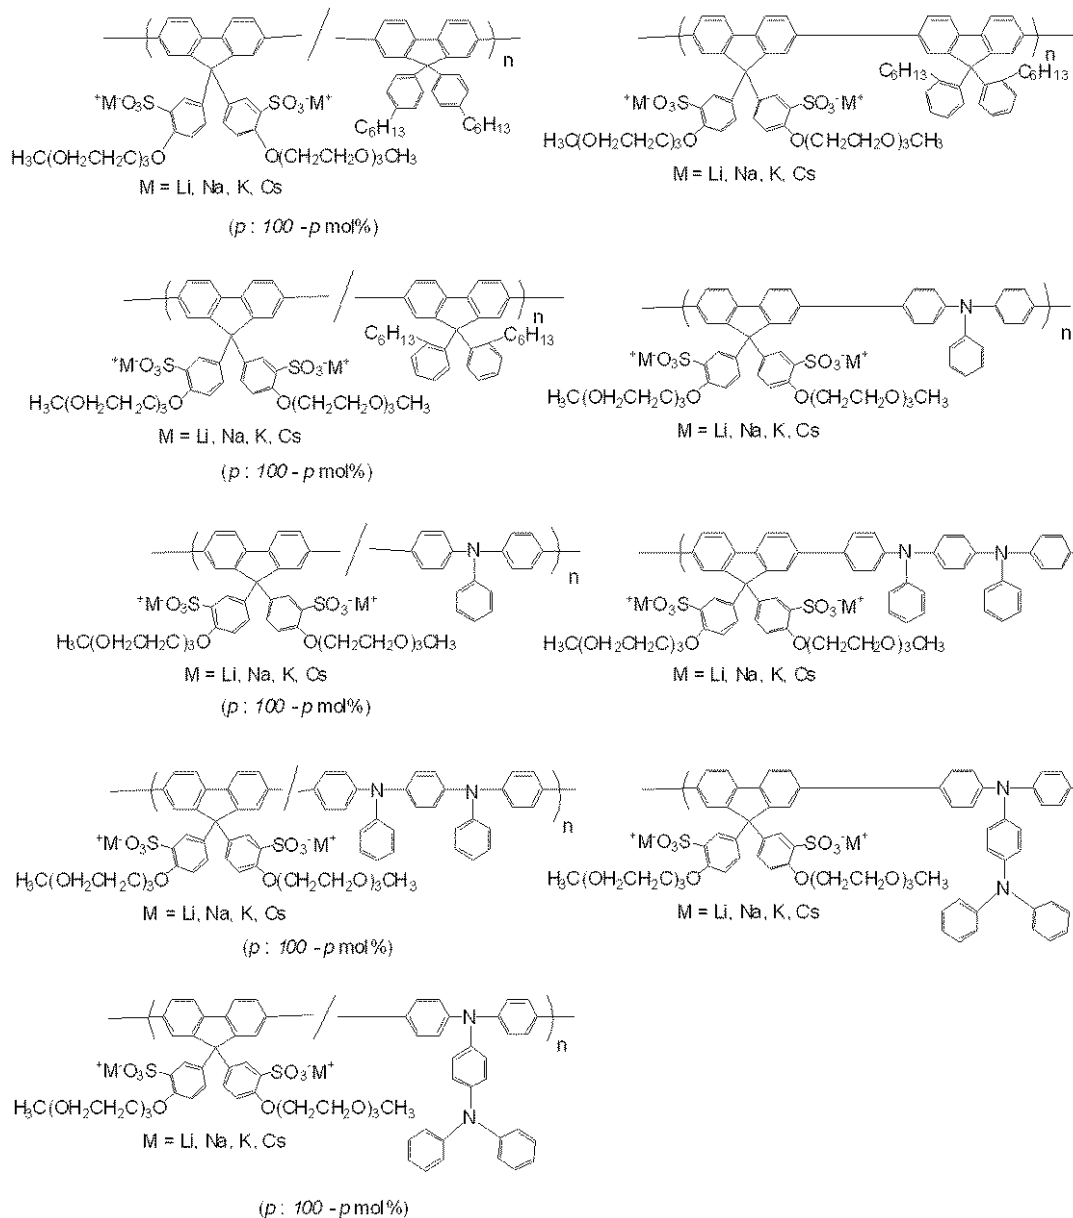 n
n
C6H13 C6H13
+M-O3S SO3-M+
C6H13 C6H13
+M-O3S SO3-M+
H3C(OH2CH2C)3O O(CH2CH2O)3CH3
H3C(OH2CH2C)3O O(CH2CH2O)3CH3
M = Li, Na, K, Cs
M = Li, Na, K, Cs
(p : 100 - p mol%)
n
N
n
C6H13 C6H13
+M-O3S SO3-M+
+M-O3S SO3-M+
H3C(OH2CH2C)3O O(CH2CH2O)3CH3
H3C(OH2CH2C)3O O(CH2CH2O)3CH3
M = Li, Na, K, Cs
M = Li, Na, K, Cs
(p : 100 - p mol%)
N
n
N N
+M-O3S SO3-M+
+M-O3S SO3-M+
H3C(OH2CH2C)3O O(CH2CH2O)3CH3
H3C(OH2CH2C)3O O(CH2CH2O)3CH3
M = Li, Na, K, Cs
M = Li, Na, K, Cs
(p : 100 - p mol%)
N N
n
N
+M-O3S SO3-M+
+M-O3S SO3-M+
H3C(OH2CH2C)3O O(CH2CH2O)3CH3
H3C(OH2CH2C)3O O(CH2CH2O)3CH3
N
M = Li, Na, K, Cs
M = Li, Na, K, Cs
(p : 100 - p mol%)
N
n
+M-O3S SO3-M+
H3C(OH2CH2C)3O O(CH2CH2O)3CH3
N
M = Li, Na, K, Cs
(p : 100 - p mol%)